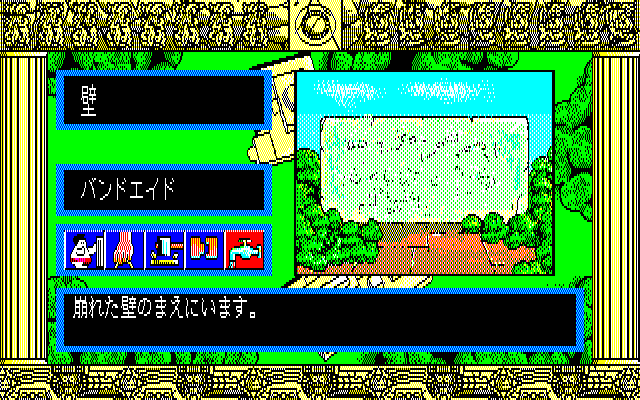 壁
バンドエイド
崩れた壁のまえにいます。